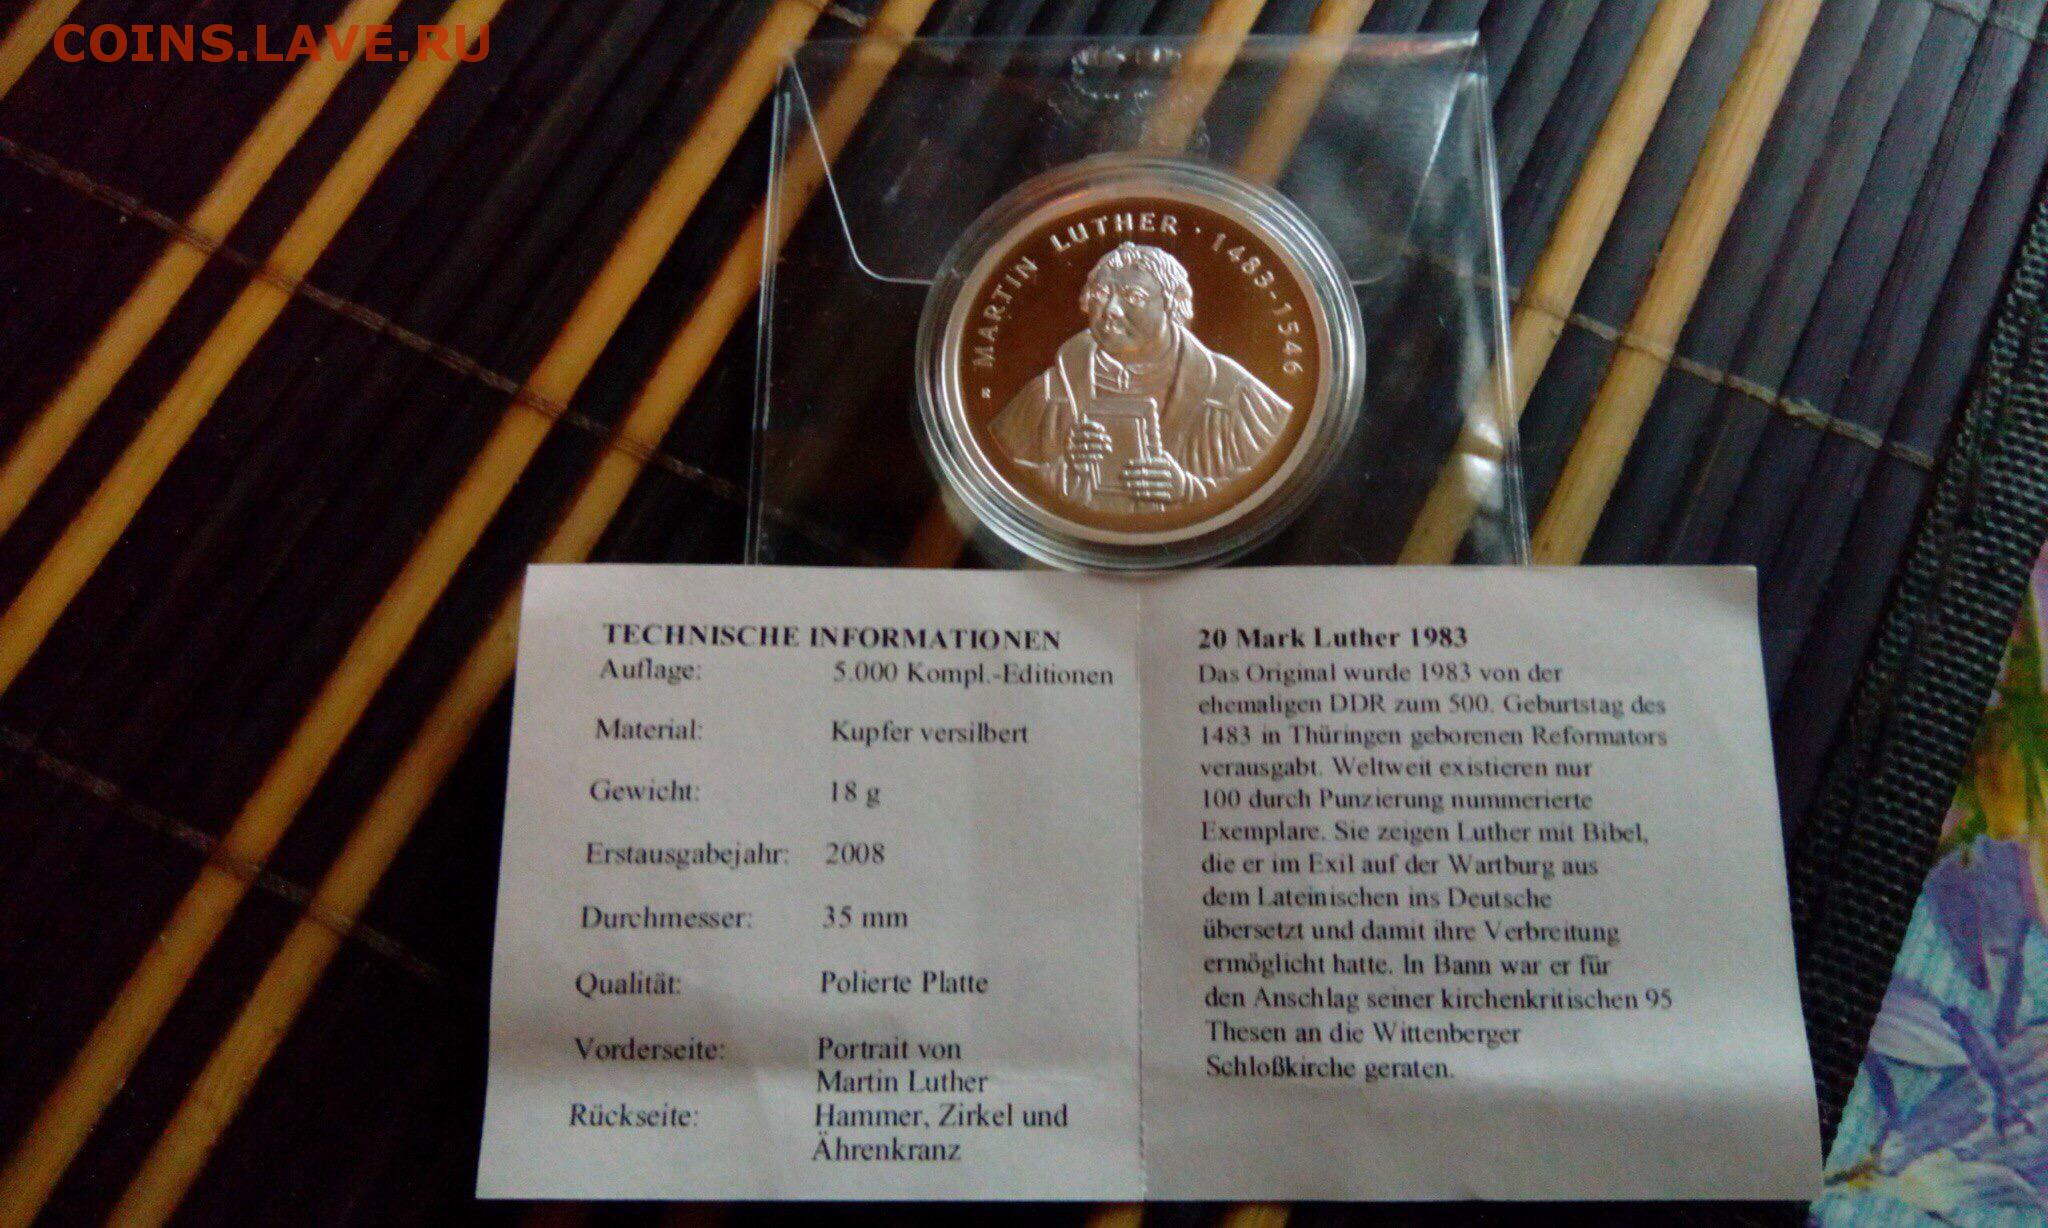 COINS.LAVE.RU
MARTIN LUTHER · 1483-1546
TECHNISCHE INFORMATIONEN
Auflage: 5.000 Kompl.-Editionen
Material: Kupfer versilbert
Gewicht: 18 g
Erstausgabejahr: 2008
Durchmesser: 35 mm
Qualität: Polierte Platte
Vorderseite: Portrait von
Martin Luther
Rückseite: Hammer, Zirkel und
Ährenkranz
20 Mark Luther 1983
Das Original wurde 1983 von der
ehemaligen DDR zum 500. Geburtstag des
1483 in Thüringen geborenen Reformators
verausgabt. Weltweit existieren nur
100 durch Punzierung nummerierte
Exemplare. Sie zeigen Luther mit Bibel,
die er im Exil auf der Wartburg aus
dem Lateinischen ins Deutsche
übersetzt und damit ihre Verbreitung
ermöglicht hatte. In Bann war er für
den Anschlag seiner kirchenkritischen 95
Thesen an die Wittenberger
Schloßkirche geraten.